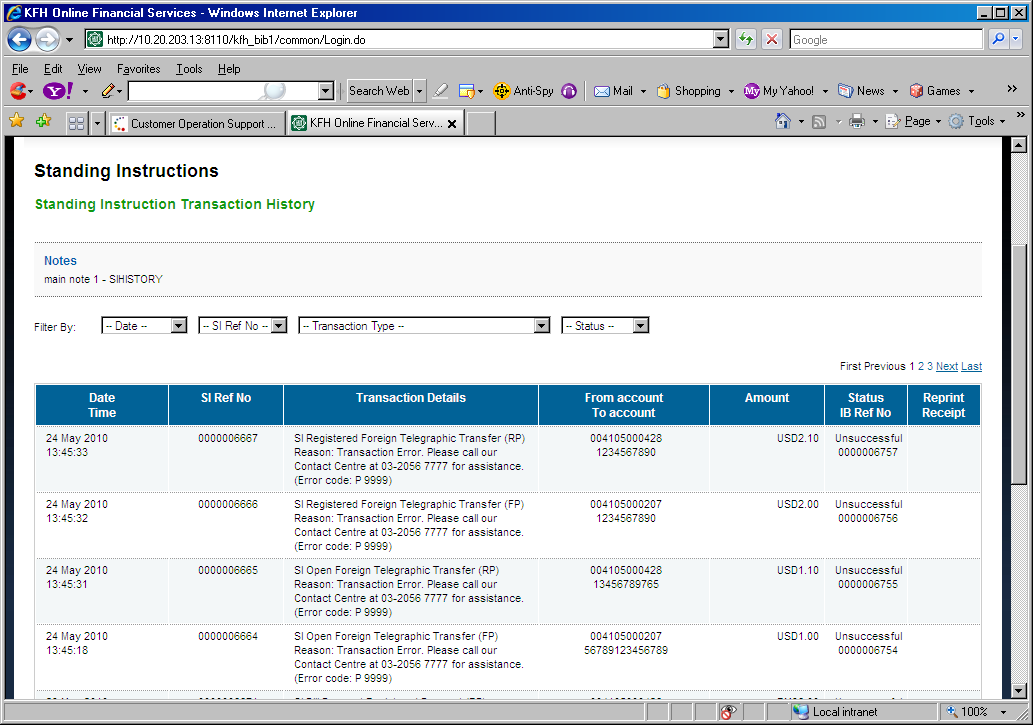 KFH Online Financial Services - Windows Internet Explorer
http://10.20.203.13:8110/kfh_bib1/common/Login.do
Google
File Edit View Favorites Tools Help
Y! Search Web Anti-Spy Mail Shopping My My Yahoo! News Games »
Customer Operation Support ... KFH Online Financial Serv... Page Tools »
Standing Instructions
Standing Instruction Transaction History
Notes
main note 1 - SIHISTORY
Filter By: -- Date -- -- SI Ref No -- -- Transaction Type -- -- Status --
First Previous 1 2 3 Next Last
Date SI Ref No Transaction Details From account Amount Status Reprint
Time To account IB Ref No Receipt
24 May 2010 0000006667 SI Registered Foreign Telegraphic Transfer (RP) 004105000428 USD2.10 Unsuccessful
13:45:33 Reason: Transaction Error. Please call our 1234567890 0000006757
Contact Centre at 03-2056 7777 for assistance.
(Error code: P 9999)
24 May 2010 0000006666 SI Registered Foreign Telegraphic Transfer (FP) 004105000207 USD2.00 Unsuccessful
13:45:32 Reason: Transaction Error. Please call our 1234567890 0000006756
Contact Centre at 03-2056 7777 for assistance.
(Error code: P 9999)
24 May 2010 0000006665 SI Open Foreign Telegraphic Transfer (RP) 004105000428 USD1.10 Unsuccessful
13:45:31 Reason: Transaction Error. Please call our 13456789765 0000006755
Contact Centre at 03-2056 7777 for assistance.
(Error code: P 9999)
24 May 2010 0000006664 SI Open Foreign Telegraphic Transfer (FP) 004105000207 USD1.00 Unsuccessful
13:45:18 Reason: Transaction Error. Please call our 56789123456789 0000006754
Contact Centre at 03-2056 7777 for assistance.
(Error code: P 9999)
Local intranet 100%